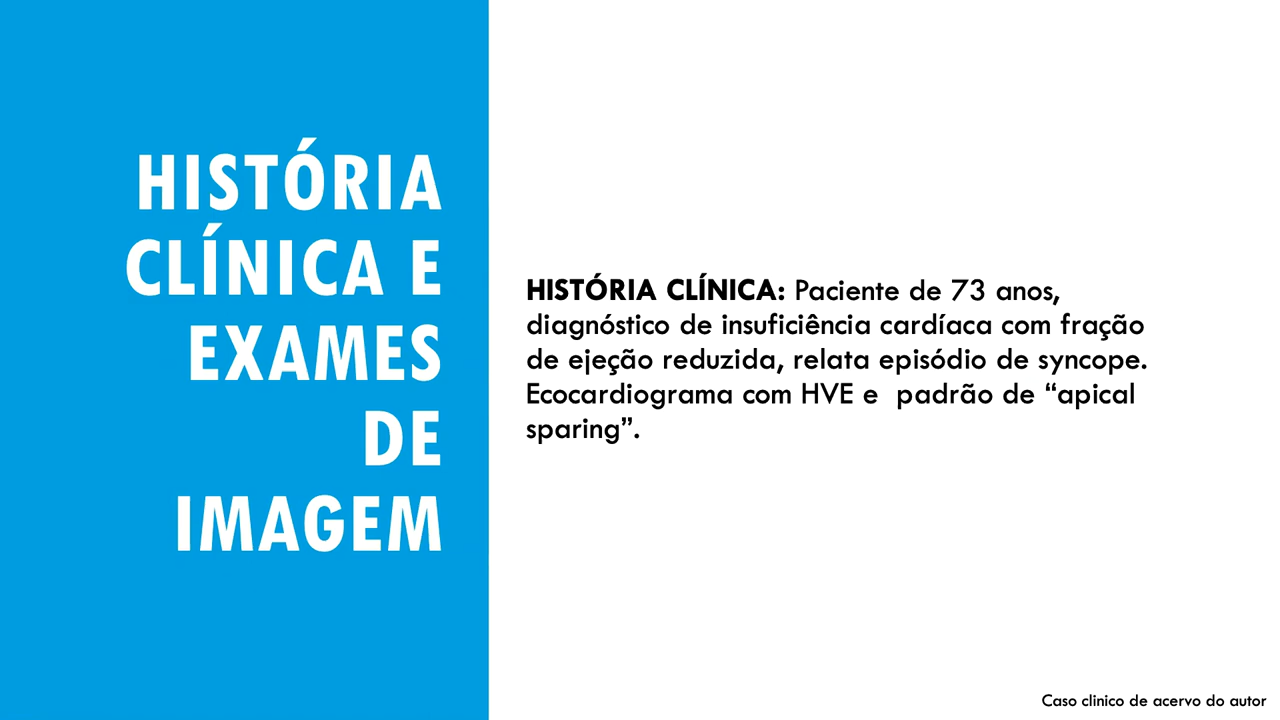 HISTÓRIA
CLÍNICA E
EXAMES
DE
IMAGEM
HISTÓRIA CLÍNICA: Paciente de 73 anos,
diagnóstico de insuficiência cardíaca com fração
de ejeção reduzida, relata episódio de syncope.
Ecocardiograma com HVE e  padrão de “apical
sparing”.
Caso clinico de acervo do autor